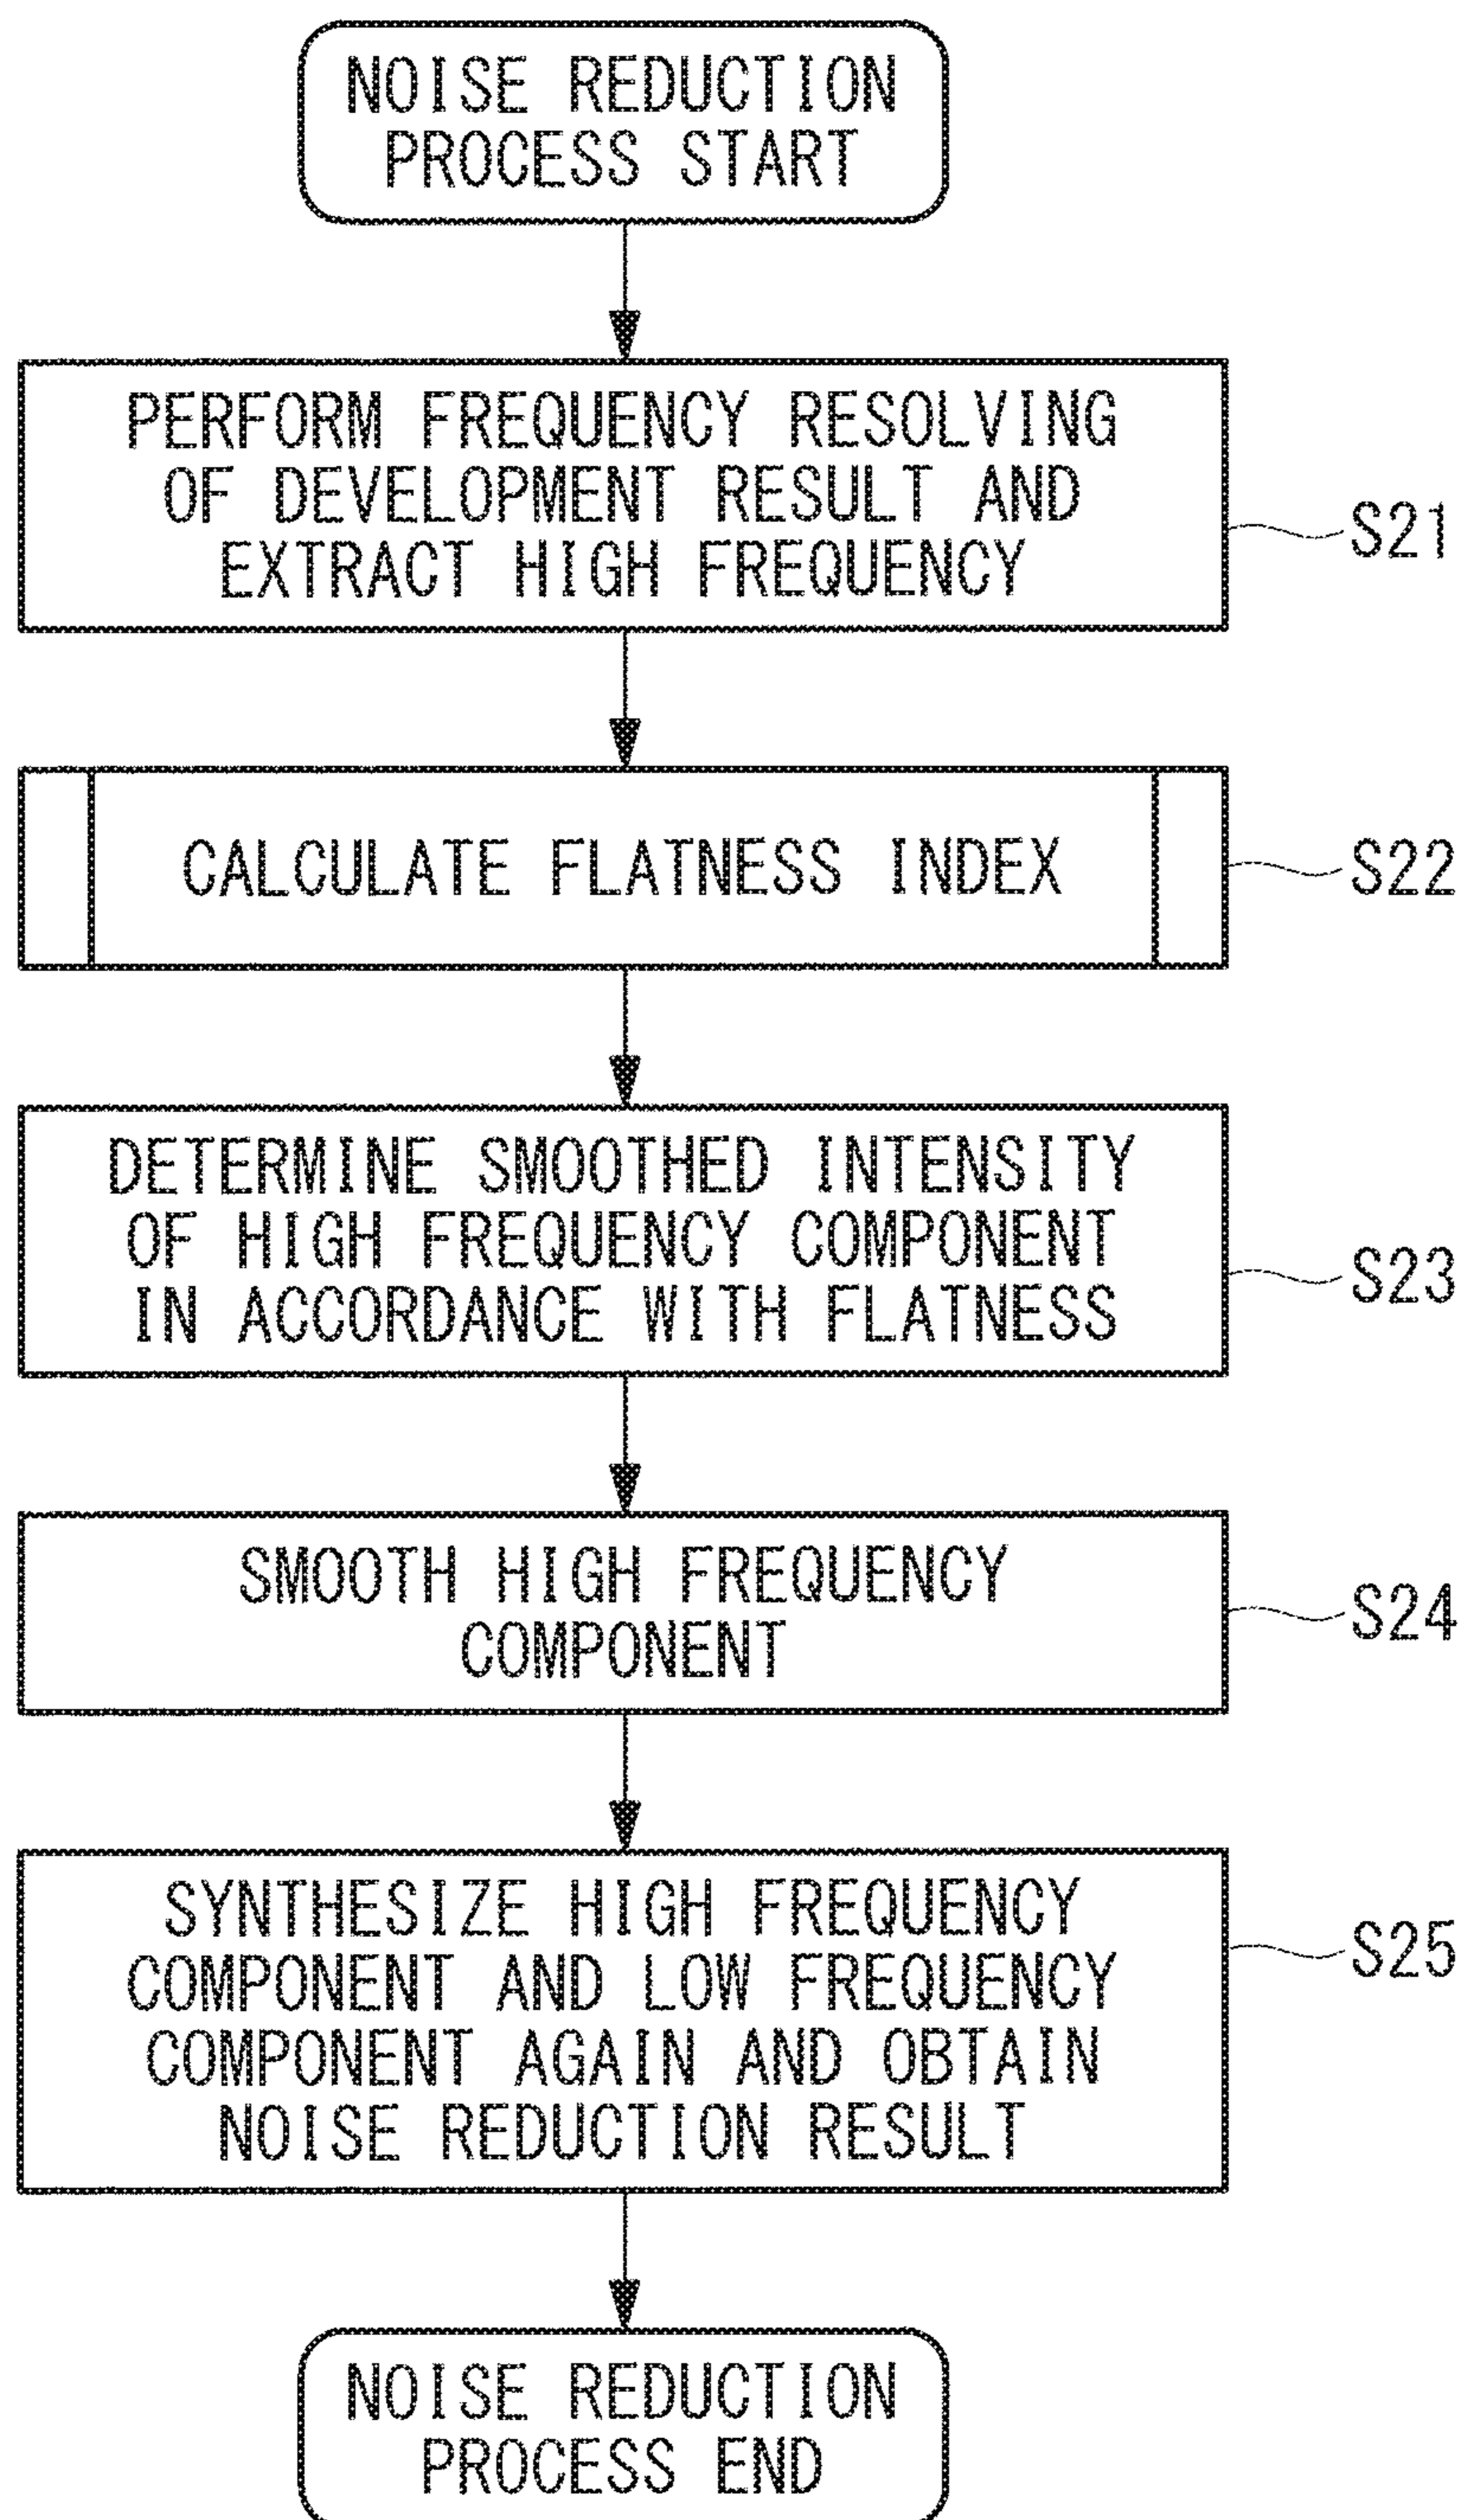 NOISE REDUCTION
PROCESS START
PERFORM FREQUENCY RESOLVING
OF DEVELOPMENT RESULT AND
EXTRACT HIGH FREQUENCY
S21
CALCULATE FLATNESS INDEX
S22
DETERMINE SMOOTHED INTENSITY
OF HIGH FREQUENCY COMPONENT
IN ACCORDANCE WITH FLATNESS
S23
SMOOTH HIGH FREQUENCY
COMPONENT
S24
SYNTHESIZE HIGH FREQUENCY
COMPONENT AND LOW FREQUENCY
COMPONENT AGAIN AND OBTAIN
NOISE REDUCTION RESULT
S25
NOISE REDUCTION
PROCESS END